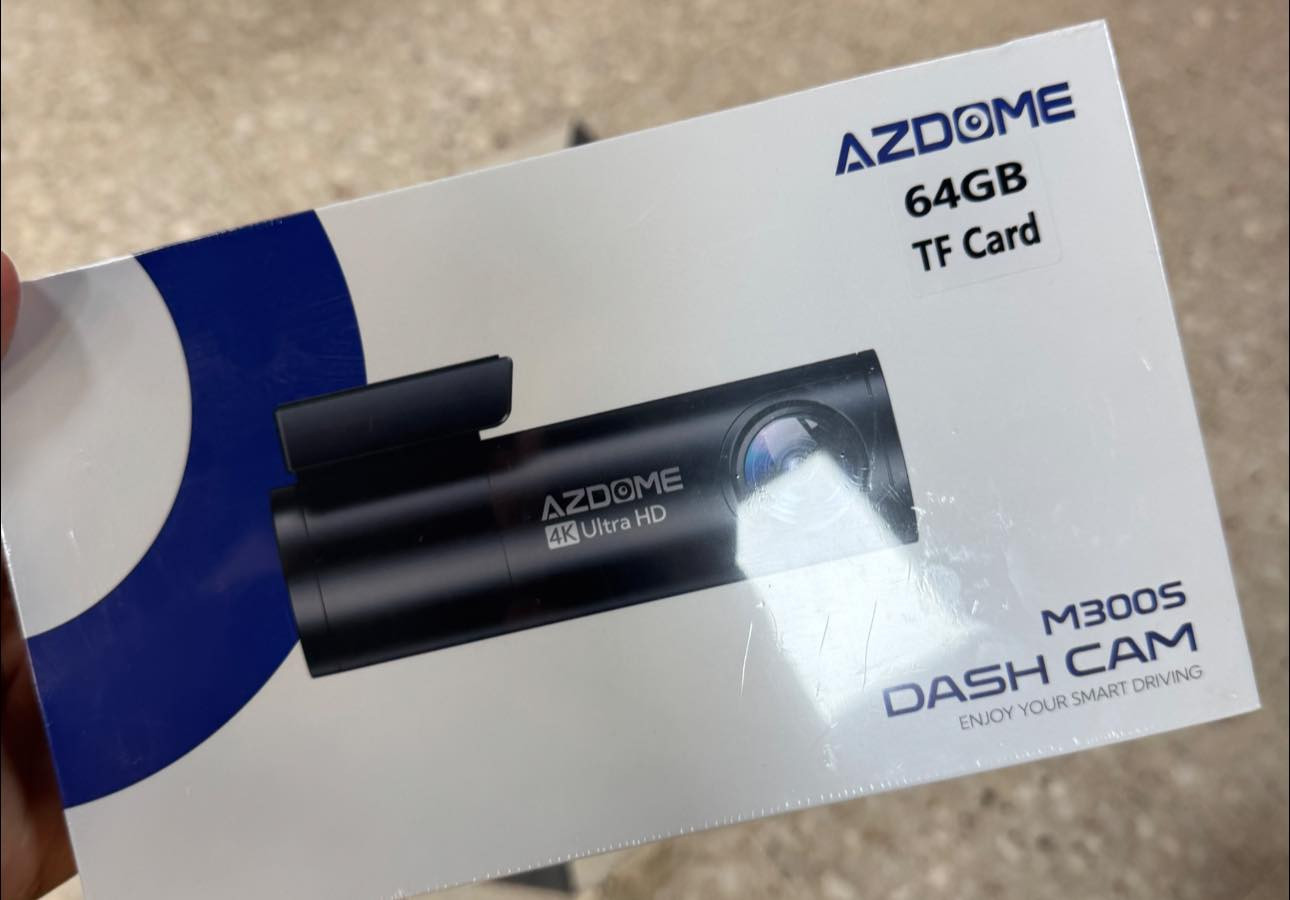 AZDOME
64GB
TF Card
AZDOME
4K Ultra HD
M300S
DASH CAM
ENJOY YOUR SMART DRIVING